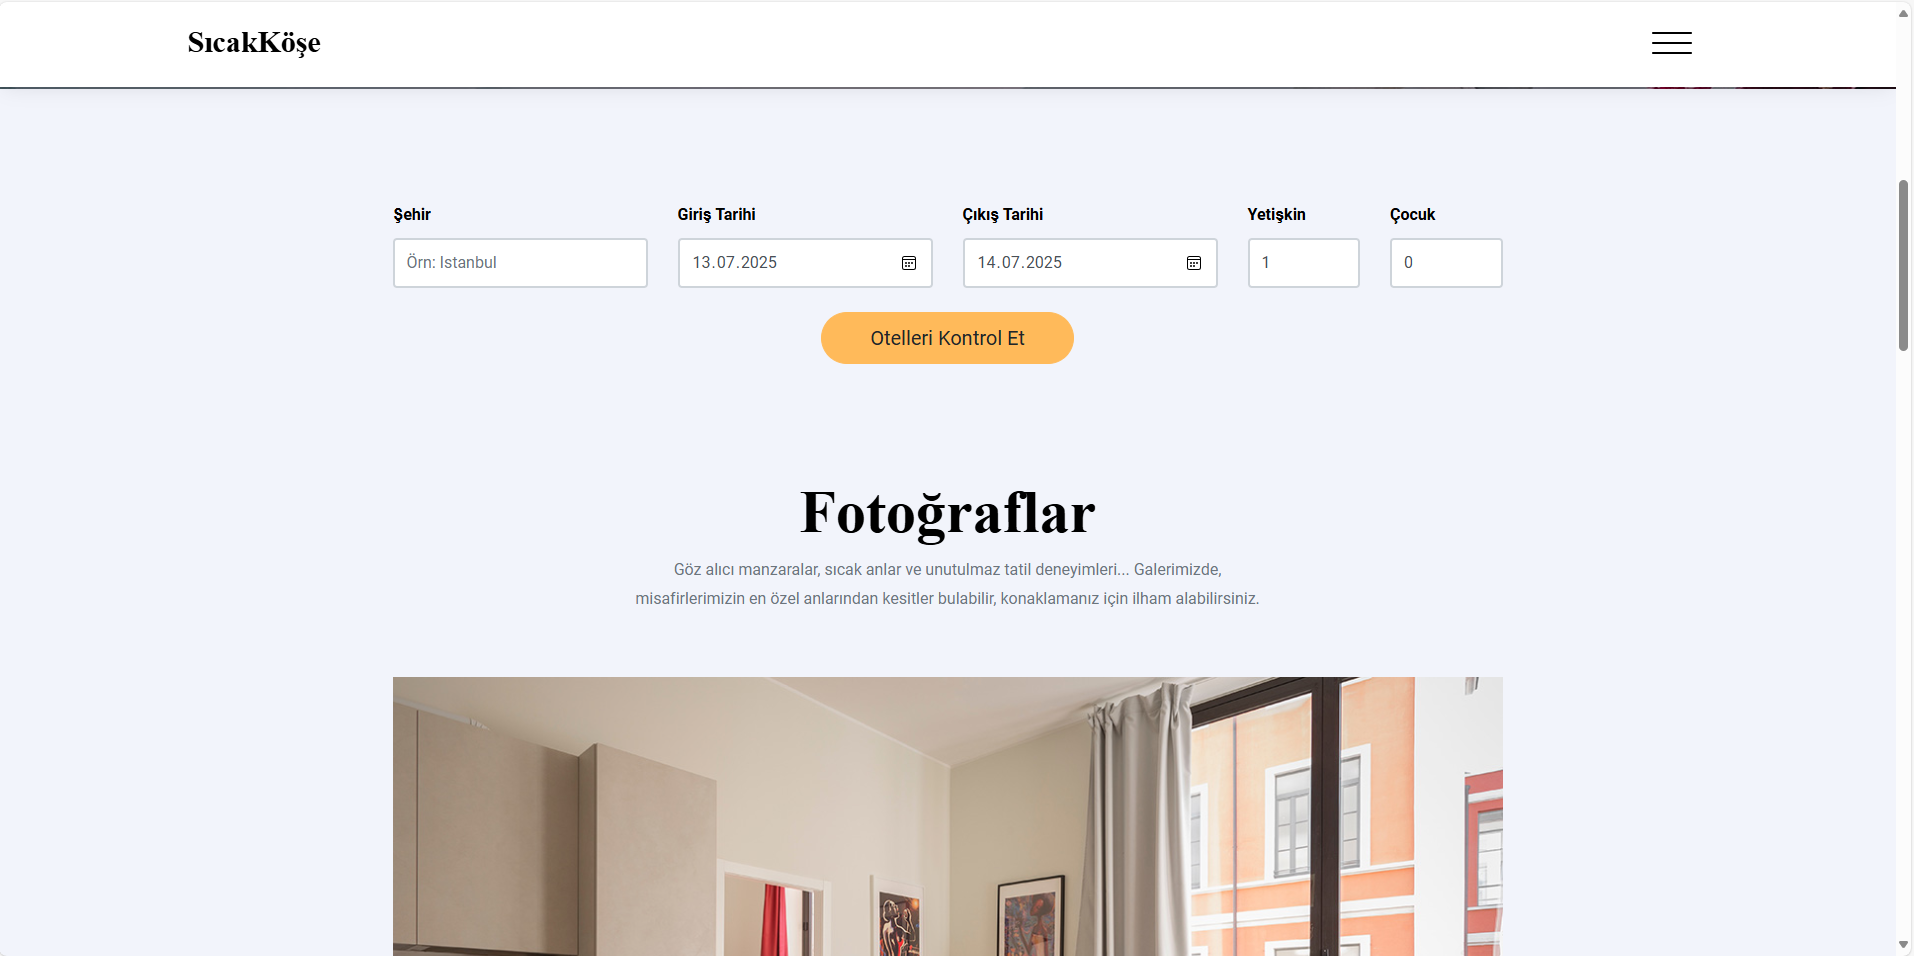 SıcakKöşe
Şehir Giriş Tarihi Çıkış Tarihi Yetişkin Çocuk
Örn: Istanbul 13.07.2025 14.07.2025 1 0
Otelleri Kontrol Et
Fotoğraflar
Göz alıcı manzaralar, sıcak anlar ve unutulmaz tatil deneyimleri... Galerimizde,
misafirlerimizin en özel anlarından kesitler bulabilir, konaklamanız için ilham alabilirsiniz.